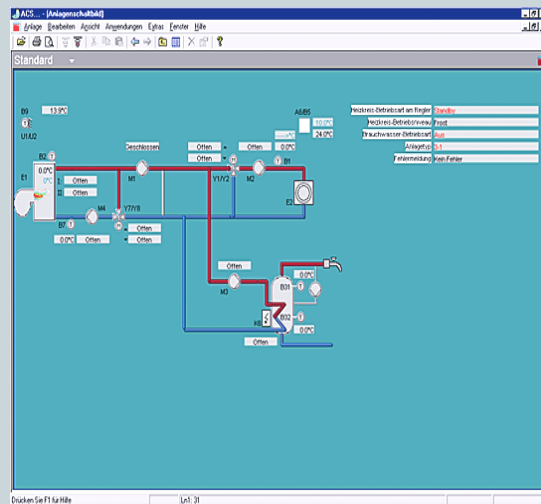 ACS... - [Anlagenschaltbild]
Anlage Bearbeiten Ansicht Anwendungen Extras Fenster Hilfe
Standard
B9 13.9°C
U1/U2
A6/B5
10.0°C
24.0°C
Heizkreis-Betriebsart am Regler Standby
Heizkreis-Betriebsniveau Frost
Brauchwasser-Betriebsart Aus
Anlagetyp 3-1
Fehlermeldung Kein Fehler
Geschlossen Offen Offen 0.0°C
Offen
B2 T
E1 0.0°C
0°C
I Offen
II Offen
M1 Y1/Y2 M2 B1
E2
M4 Y7/Y8
B7 T
0.0°C Offen
Offen
Offen
Offen
M3
0.0°C
B31
B32
K6
0.0°C
Offen
Drücken Sie F1 für Hilfe Ln1: 31